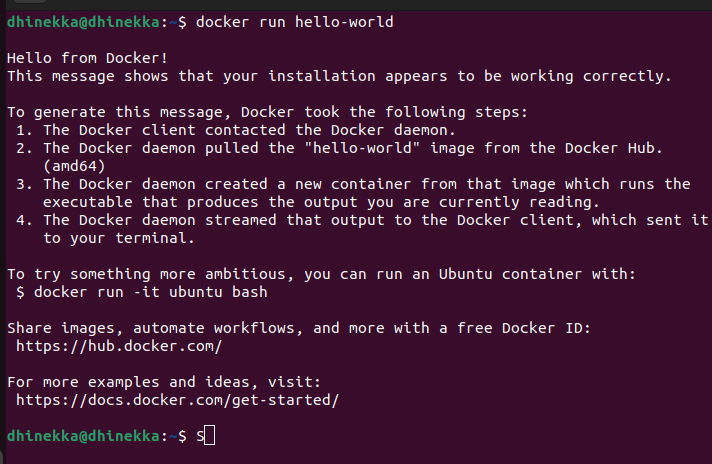 dhinekka@dhinekka:~$ docker run hello-world
Hello from Docker!
This message shows that your installation appears to be working correctly.
To generate this message, Docker took the following steps:
1. The Docker client contacted the Docker daemon.
2. The Docker daemon pulled the "hello-world" image from the Docker Hub.
(amd64)
3. The Docker daemon created a new container from that image which runs the
executable that produces the output you are currently reading.
4. The Docker daemon streamed that output to the Docker client, which sent it
to your terminal.
To try something more ambitious, you can run an Ubuntu container with:
$ docker run -it ubuntu bash
Share images, automate workflows, and more with a free Docker ID:
https://hub.docker.com/
For more examples and ideas, visit:
https://docs.docker.com/get-started/
dhinekka@dhinekka:~$ S